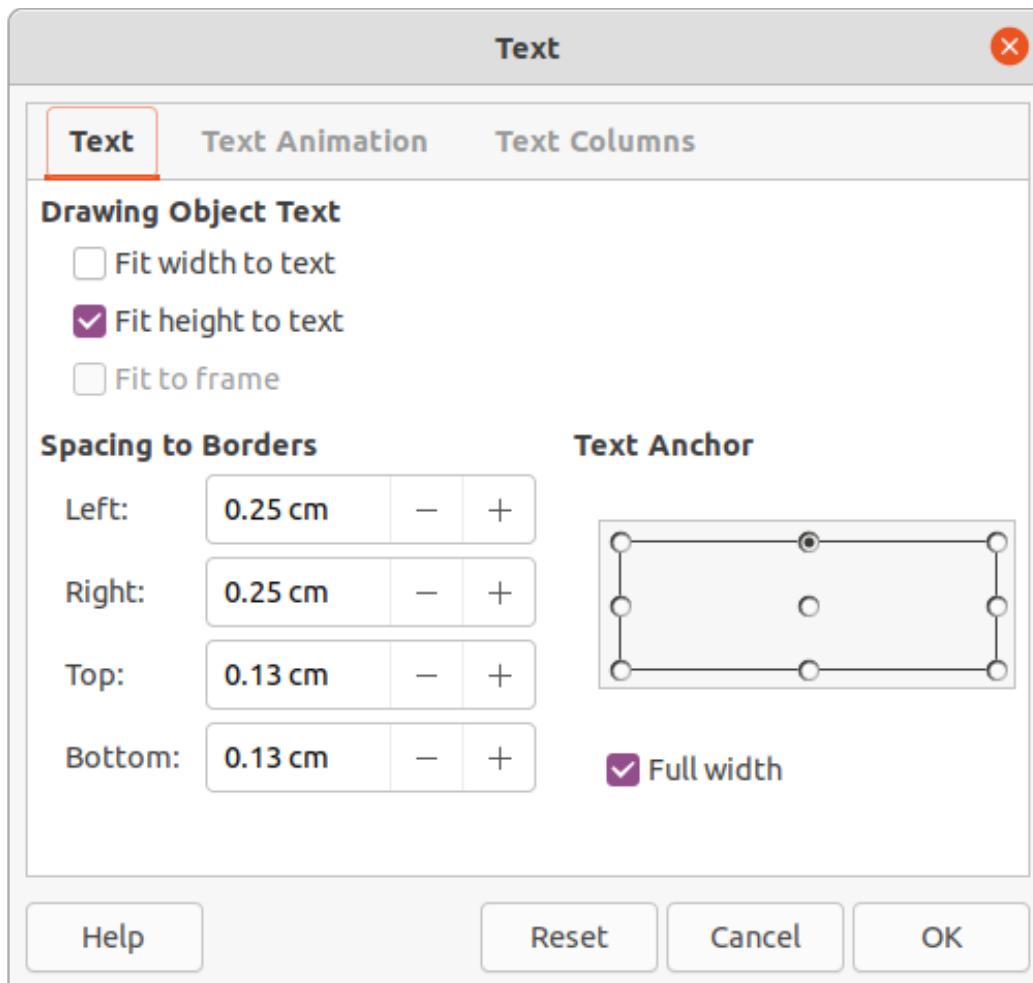 Text
Text Text Animation Text Columns
Drawing Object Text
Fit width to text
Fit height to text
Fit to frame
Spacing to Borders Text Anchor
Left: 0.25 cm − +
Right: 0.25 cm − +
Top: 0.13 cm − +
Bottom: 0.13 cm − +
Full width
Help Reset Cancel OK